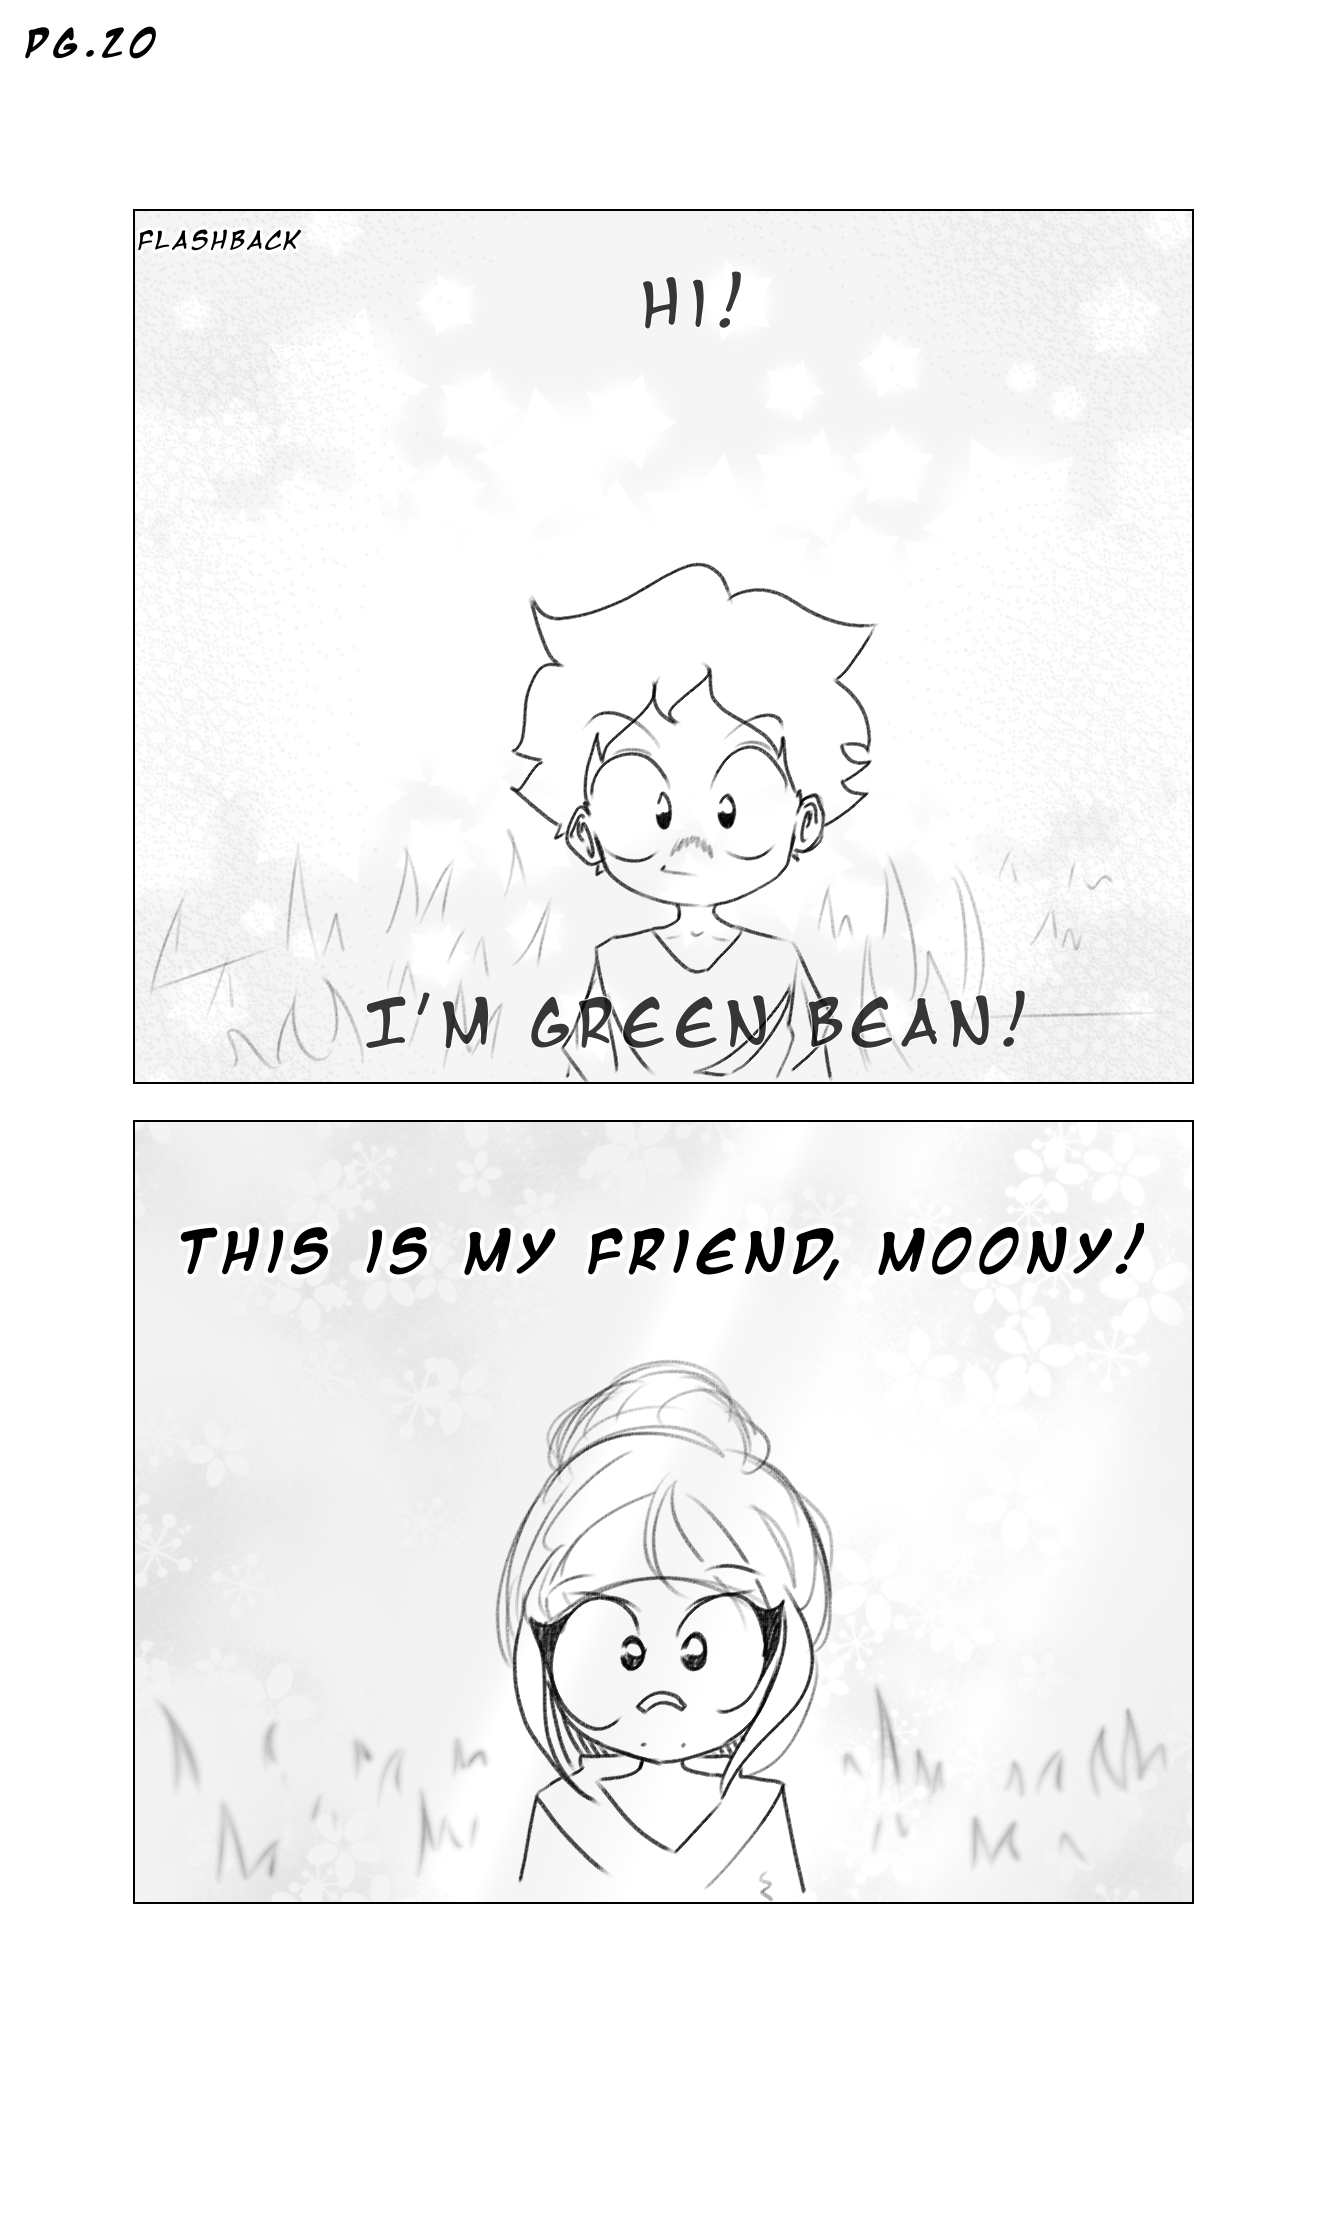 PG.20
FLASHBACK
HI!
I'M GREEN BEAN!
THIS IS MY FRIEND, MOONY!